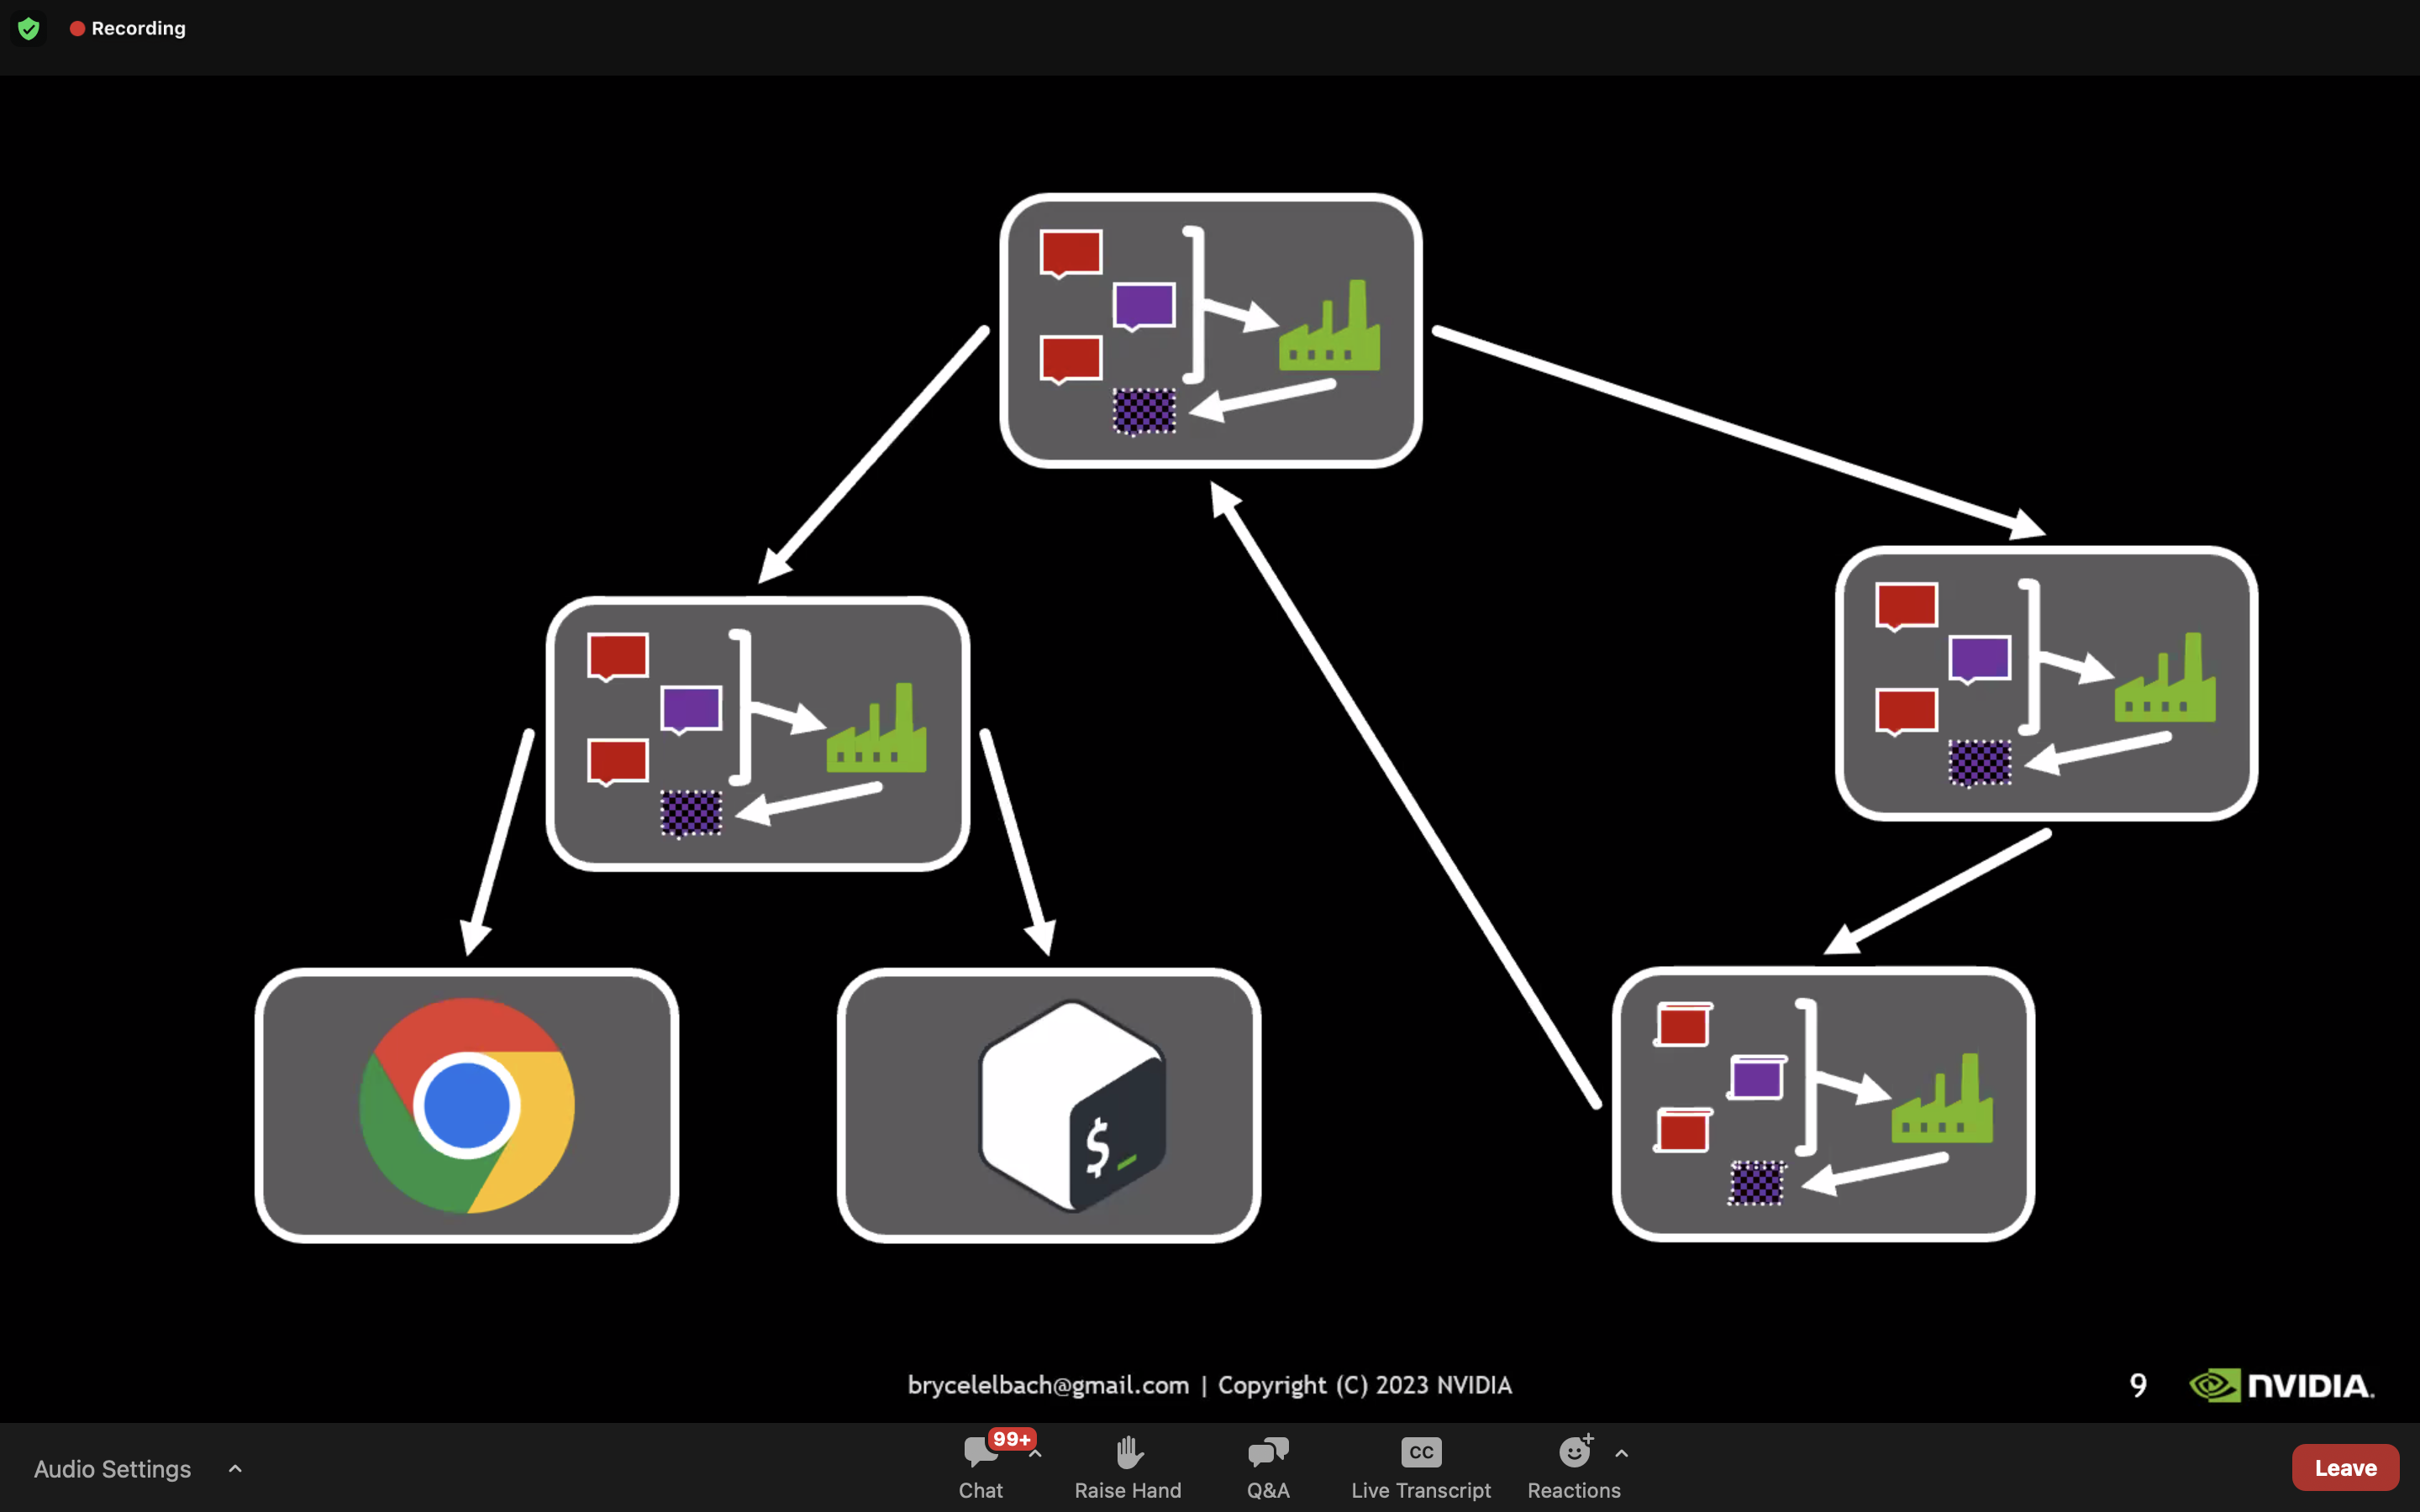 Recording
$_
brycelelbach@gmail.com | Copyright (C) 2023 NVIDIA
9
NVIDIA.
Audio Settings
99+
Chat
Raise Hand
Q&A
CC
Live Transcript
Reactions
Leave